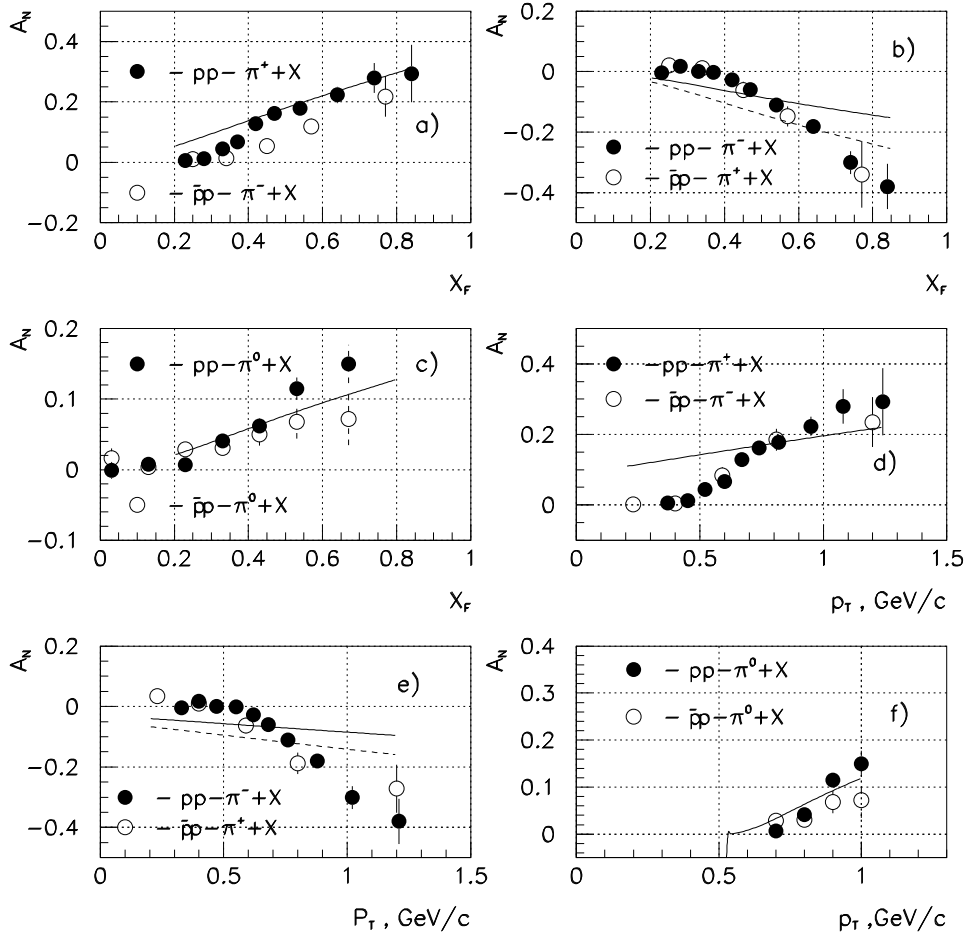 A_N
0.4
0.2
0
−0.2
● − pp−π⁺+X
○ − p̄p−π⁻+X
a)
0 0.2 0.4 0.6 0.8 1
X_F
A_N
0.2
0
−0.2
−0.4
b)
● − pp−π⁻+X
○ − p̄p−π⁺+X
0 0.2 0.4 0.6 0.8 1
X_F
A_N
0.2
0.1
0
−0.1
● − pp−π⁰+X
c)
○ − p̄p−π⁰+X
0 0.2 0.4 0.6 0.8 1
X_F
A_N
0.4
0.2
0
● −pp−π⁺+X
○ −p̄p−π⁻+X
d)
0 0.5 1 1.5
p_T , GeV/c
A_N
0.2
0
−0.2
−0.4
e)
● − pp−π⁻+X
○ − p̄p−π⁺+X
0 0.5 1 1.5
P_T , GeV/c
A_N
0.4
0.3
0.2
0.1
0
● − pp−π⁰+X
○ − p̄p−π⁰+X
f)
0 0.5 1
p_T , GeV/c